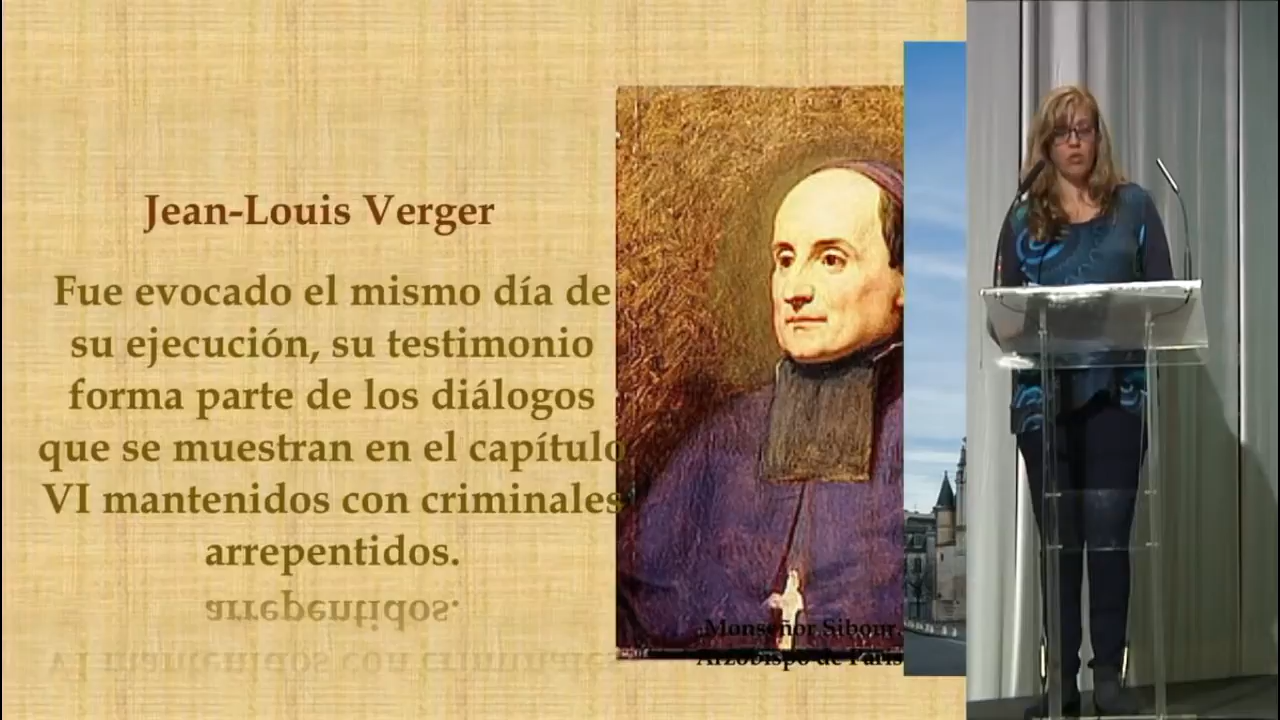 Jean-Louis Verger
Fue evocado el mismo día de
su ejecución, su testimonio
forma parte de los diálogos
que se muestran en el capítulo
VI mantenidos con criminales
arrepentidos.
Monseñor Sibour,
Arzobispo de París